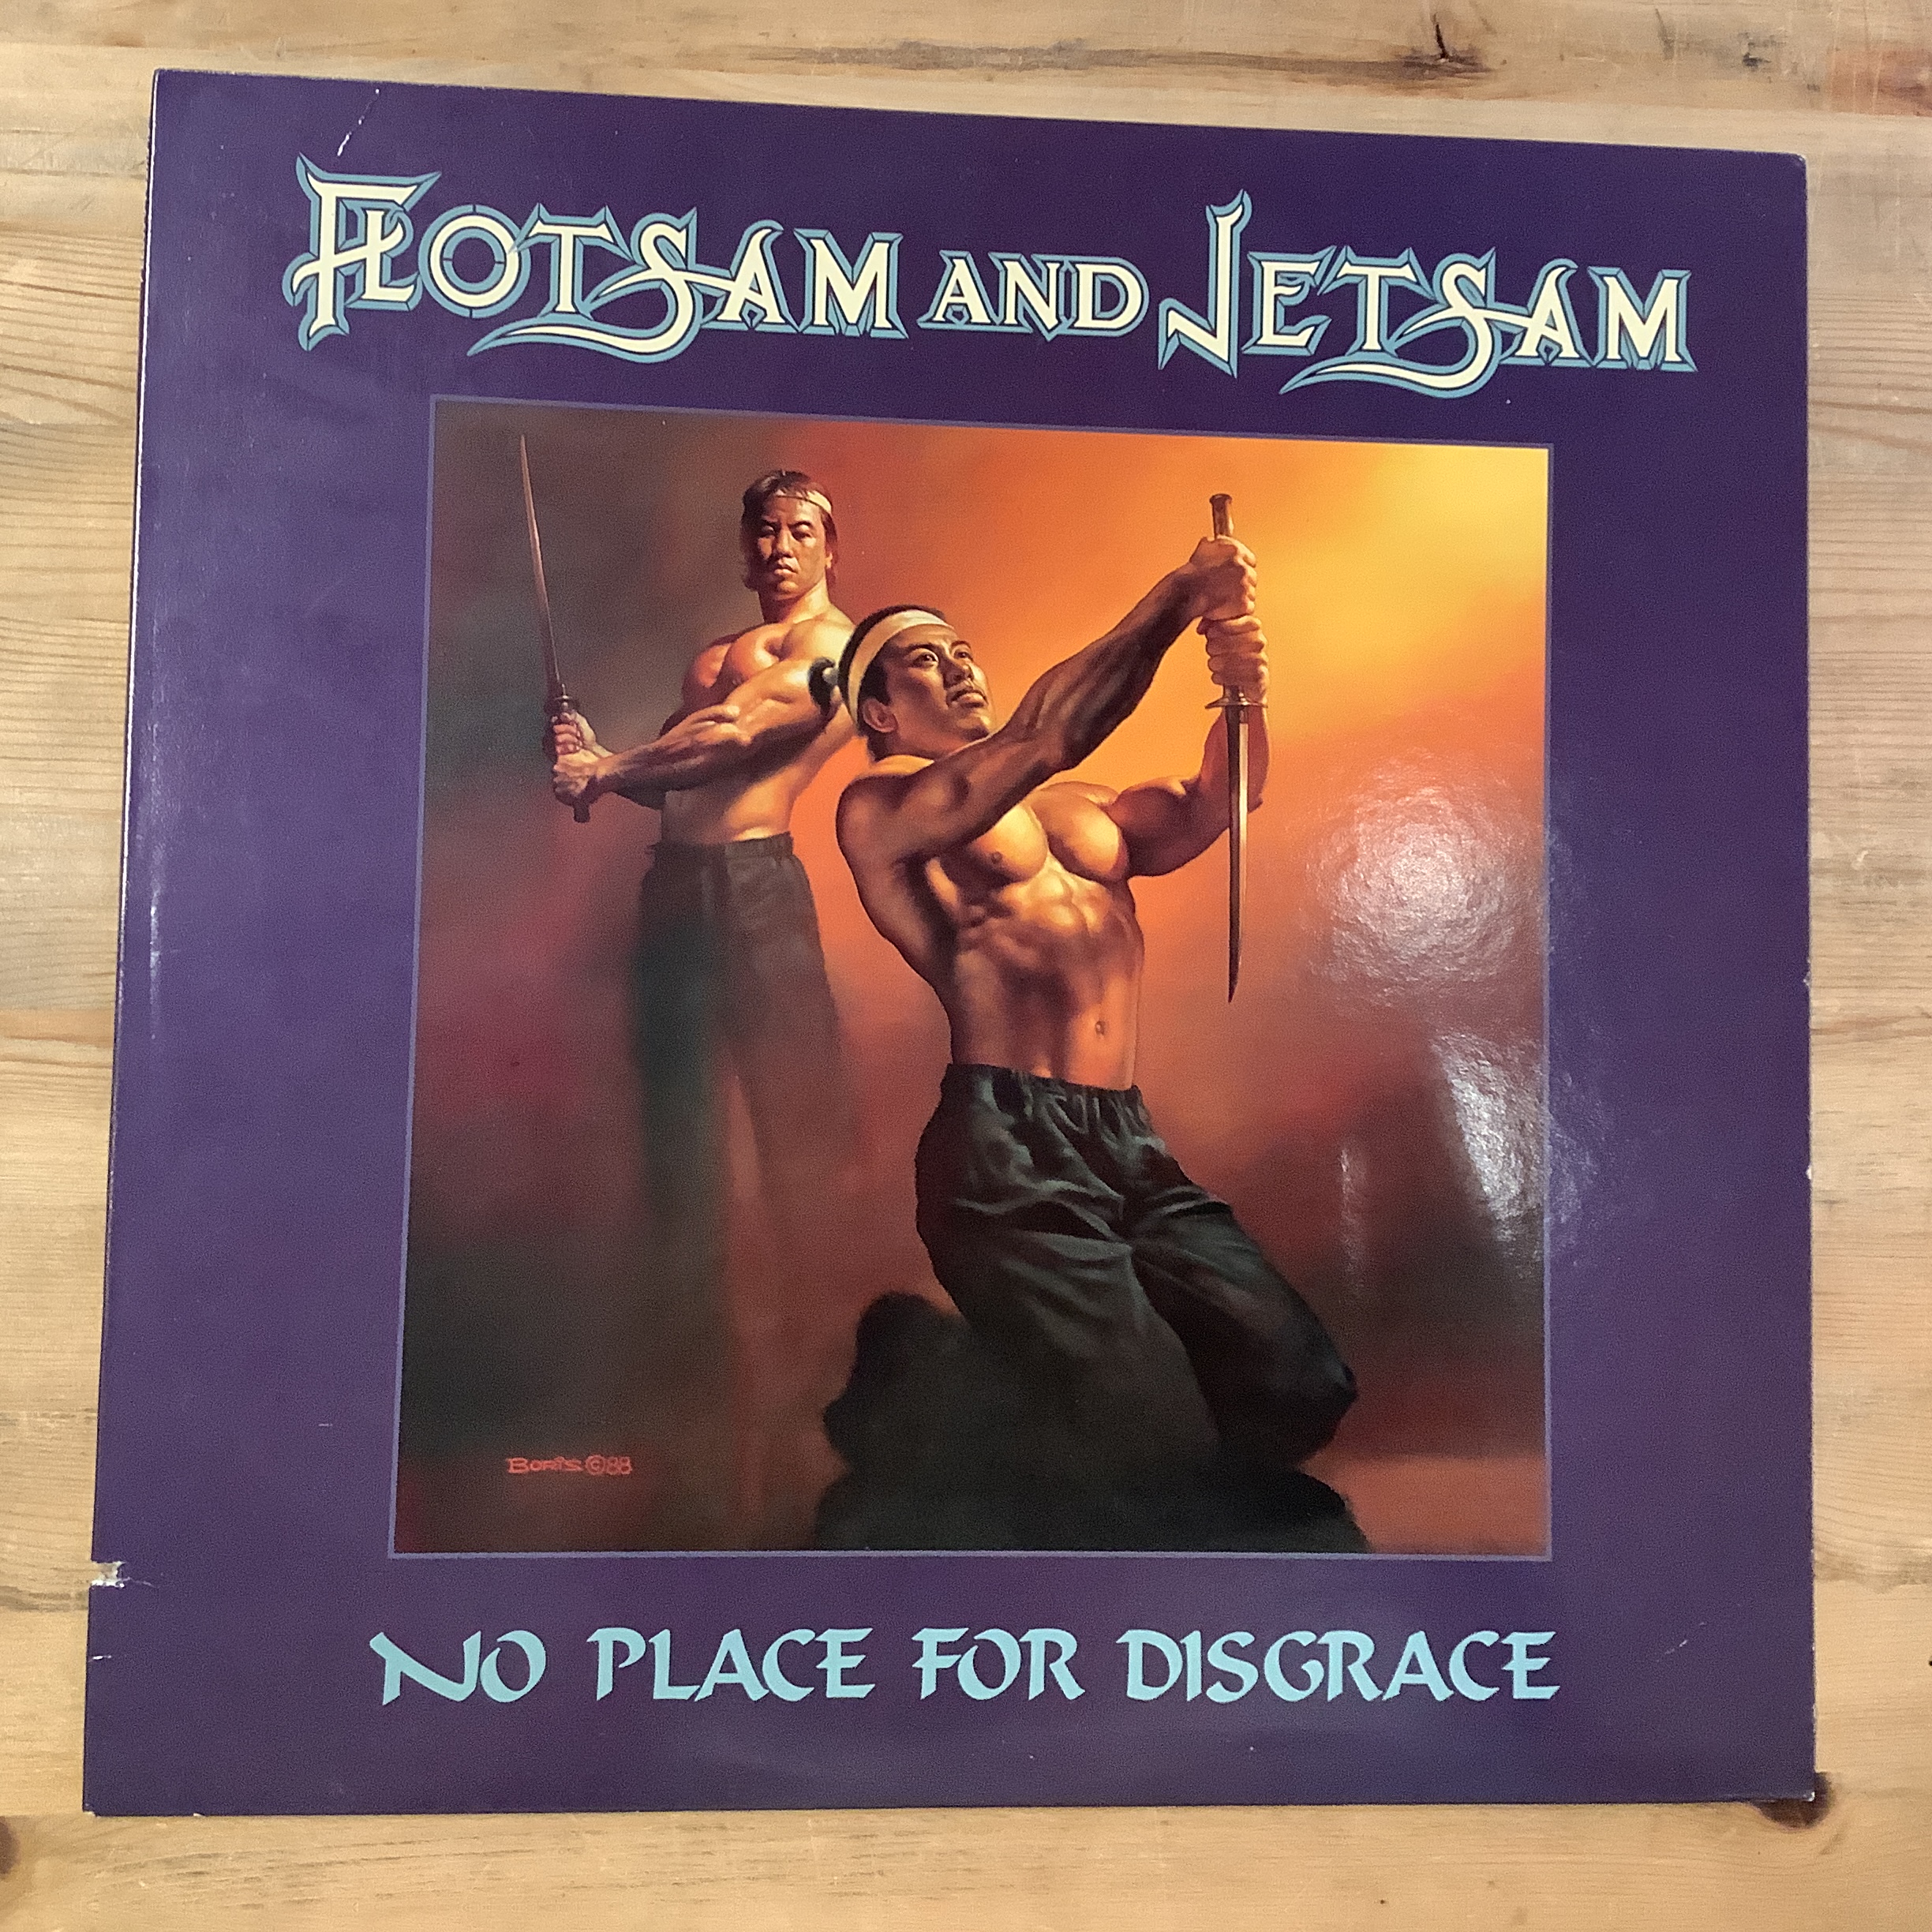 FLOTSAM AND JETSAM
BORIS ©88
NO PLACE FOR DISGRACE